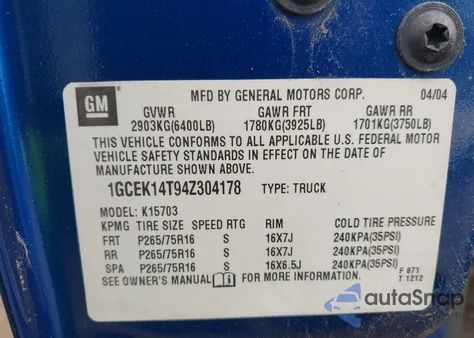 GM
MFD BY GENERAL MOTORS CORP. 04/04
GVWR GAWR FRT GAWR RR
2903KG(6400LB) 1780KG(3925LB) 1701KG(3750LB)
THIS VEHICLE CONFORMS TO ALL APPLICABLE U.S. FEDERAL MOTOR
VEHICLE SAFETY STANDARDS IN EFFECT ON THE DATE OF
MANUFACTURE SHOWN ABOVE.
1GCEK14T94Z304178 TYPE: TRUCK
MODEL: K15703
KPMG TIRE SIZE SPEED RTG RIM COLD TIRE PRESSURE
FRT P265/75R16 S 16X7J 240KPA(35PSI)
RR P265/75R16 S 16X7J 240KPA(35PSI)
SPA P265/75R16 S 16X6.5J 240KPA(35PSI)
SEE OWNER'S MANUAL FOR MORE INFORMATION.
F 871
T 1212
autoSnap